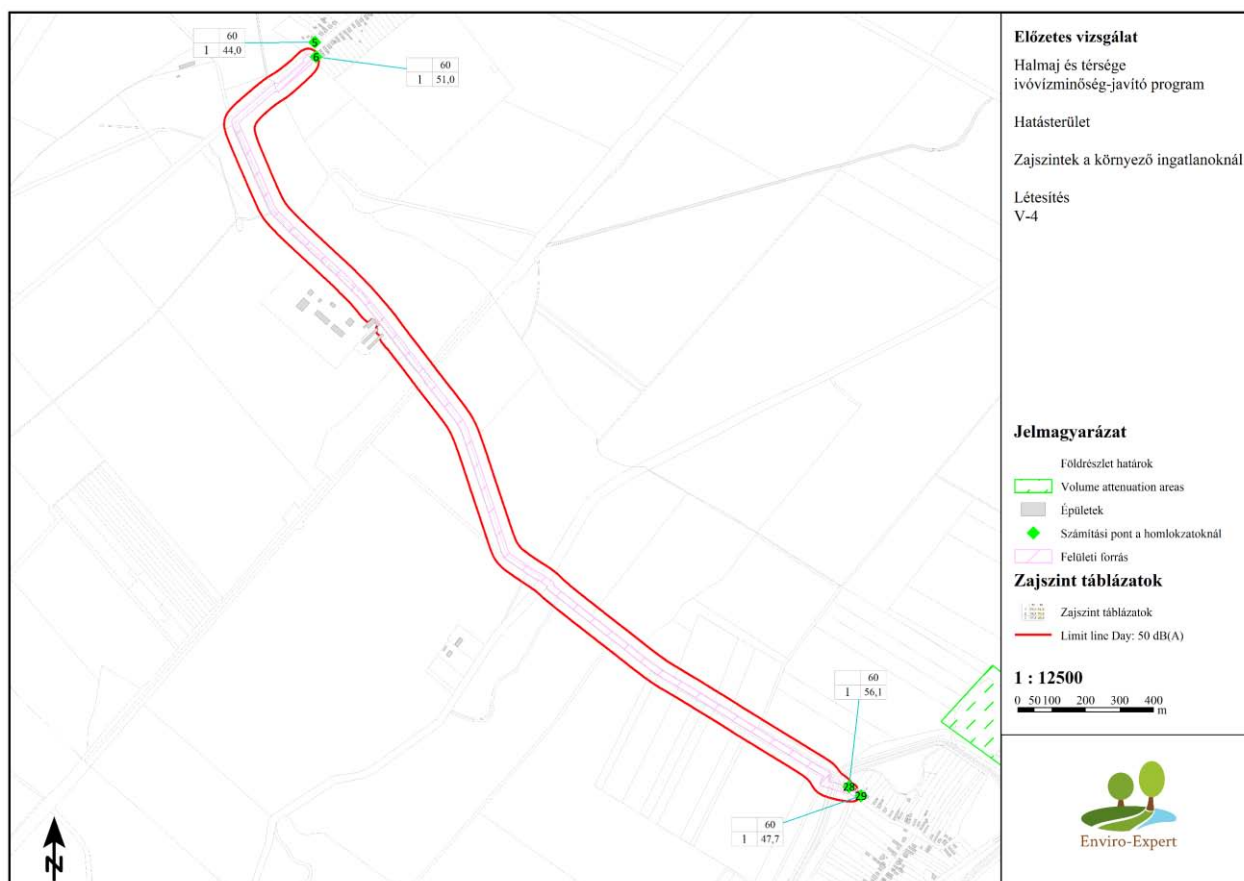 60
1 44,0
5
6
60
1 51,0
60
1 56,1
28
29
60
1 47,7
N
Előzetes vizsgálat
Halmaj és térsége
ivóvízminőség-javító program
Hatásterület
Zajszintek a környező ingatlanoknál
Létesítés
V-4
Jelmagyarázat
Földrészlet határok
Volume attenuation areas
Épületek
Számítási pont a homlokzatoknál
Felületi forrás
Zajszint táblázatok
Zajszint táblázatok
Limit line Day: 50 dB(A)
1 : 12500
0 50 100 200 300 400
m
Enviro-Expert